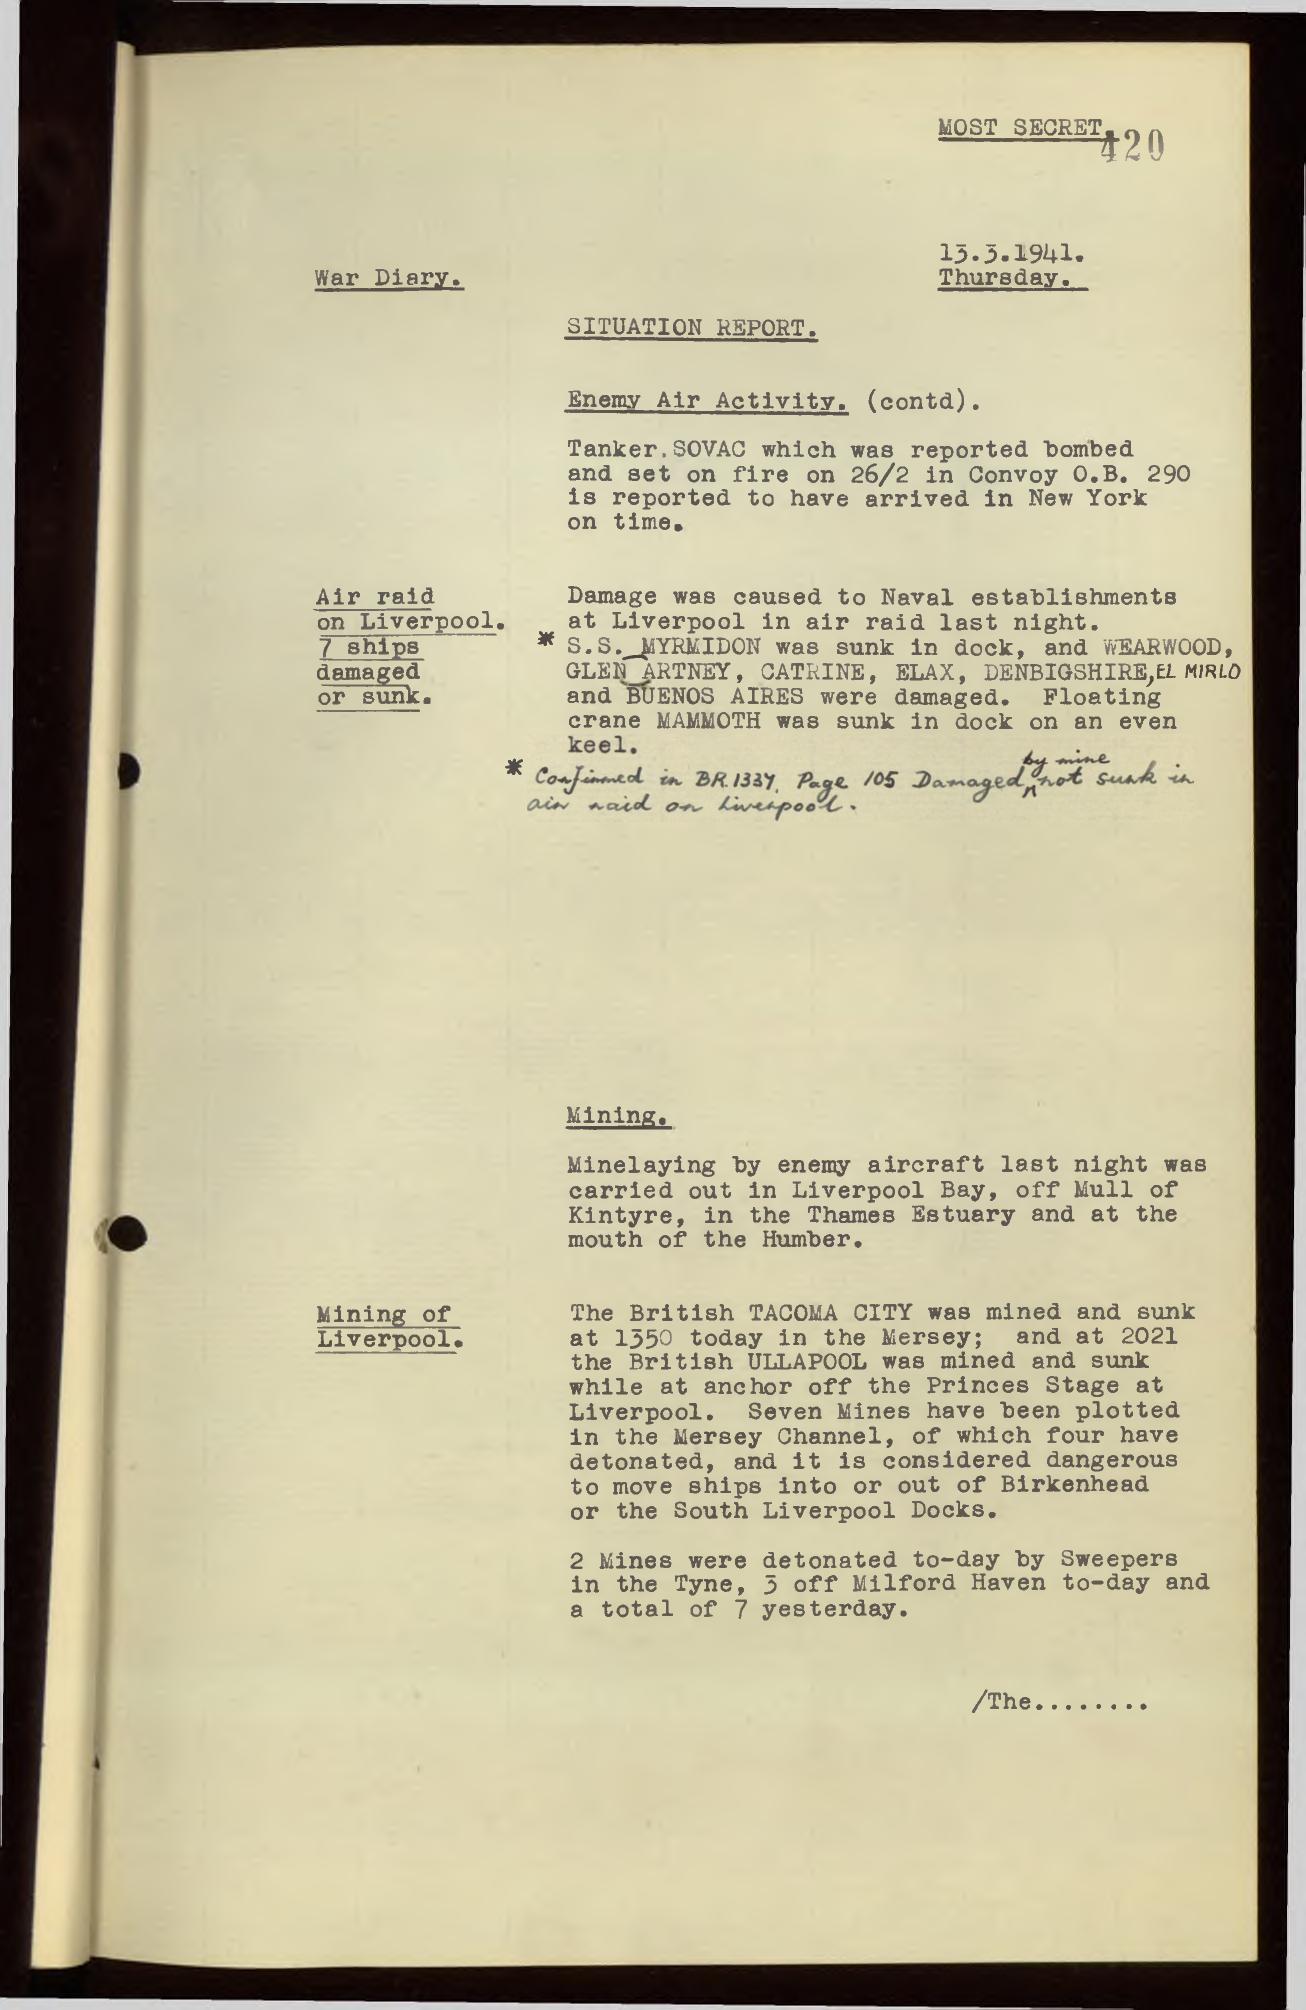 MOST SECRET.
420
13.3.1941.
War Diary.
Thursday.
SITUATION REPORT.
Enemy Air Activity. (contd).
Tanker.SOVAC which was reported bombed
and set on fire on 26/2 in Convoy O.B. 290
is reported to have arrived in New York
on time.
Air raid
on Liverpool.
7 ships
damaged
or sunk.
Damage was caused to Naval establishments
at Liverpool in air raid last night.
* S.S. MYRMIDON was sunk in dock, and WEARWOOD,
GLEN ARTNEY, CATRINE, ELAX, DENBIGSHIRE, EL MIRLO
and BUENOS AIRES were damaged. Floating
crane MAMMOTH was sunk in dock on an even
keel.
by mine
* Confirmed in BR.1337, Page 105 Damaged not sunk in
air raid on Liverpool.
Mining.
Minelaying by enemy aircraft last night was
carried out in Liverpool Bay, off Mull of
Kintyre, in the Thames Estuary and at the
mouth of the Humber.
Mining of
Liverpool.
The British TACOMA CITY was mined and sunk
at 1350 today in the Mersey; and at 2021
the British ULLAPOOL was mined and sunk
while at anchor off the Princes Stage at
Liverpool. Seven Mines have been plotted
in the Mersey Channel, of which four have
detonated, and it is considered dangerous
to move ships into or out of Birkenhead
or the South Liverpool Docks.
2 Mines were detonated to-day by Sweepers
in the Tyne, 3 off Milford Haven to-day and
a total of 7 yesterday.
/The........